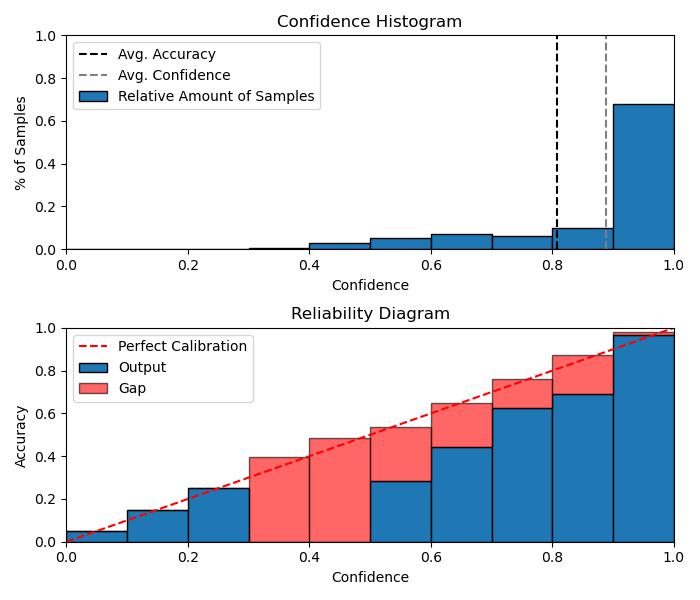 Confidence Histogram
1.0
0.8
0.6
0.4
0.2
0.0
% of Samples
Avg. Accuracy
Avg. Confidence
Relative Amount of Samples
0.0 0.2 0.4 0.6 0.8 1.0
Confidence
Reliability Diagram
1.0
0.8
0.6
0.4
0.2
0.0
Accuracy
Perfect Calibration
Output
Gap
0.0 0.2 0.4 0.6 0.8 1.0
Confidence